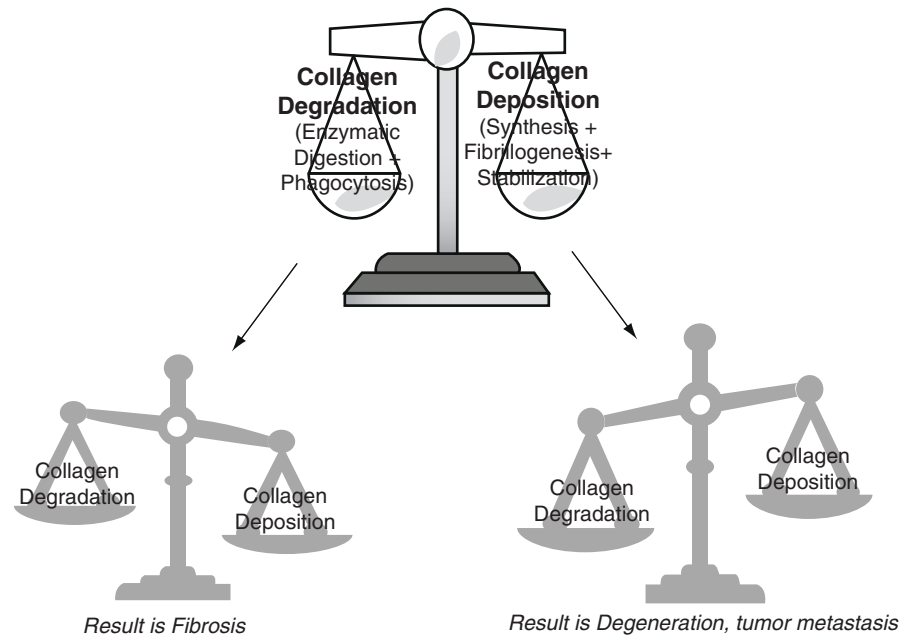 Collagen
Degradation
(Enzymatic
Digestion +
Phagocytosis)
Collagen
Deposition
(Synthesis +
Fibrillogenesis+
Stabilization)
Collagen
Degradation
Collagen
Deposition
Result is Fibrosis
Collagen
Degradation
Collagen
Deposition
Result is Degeneration, tumor metastasis